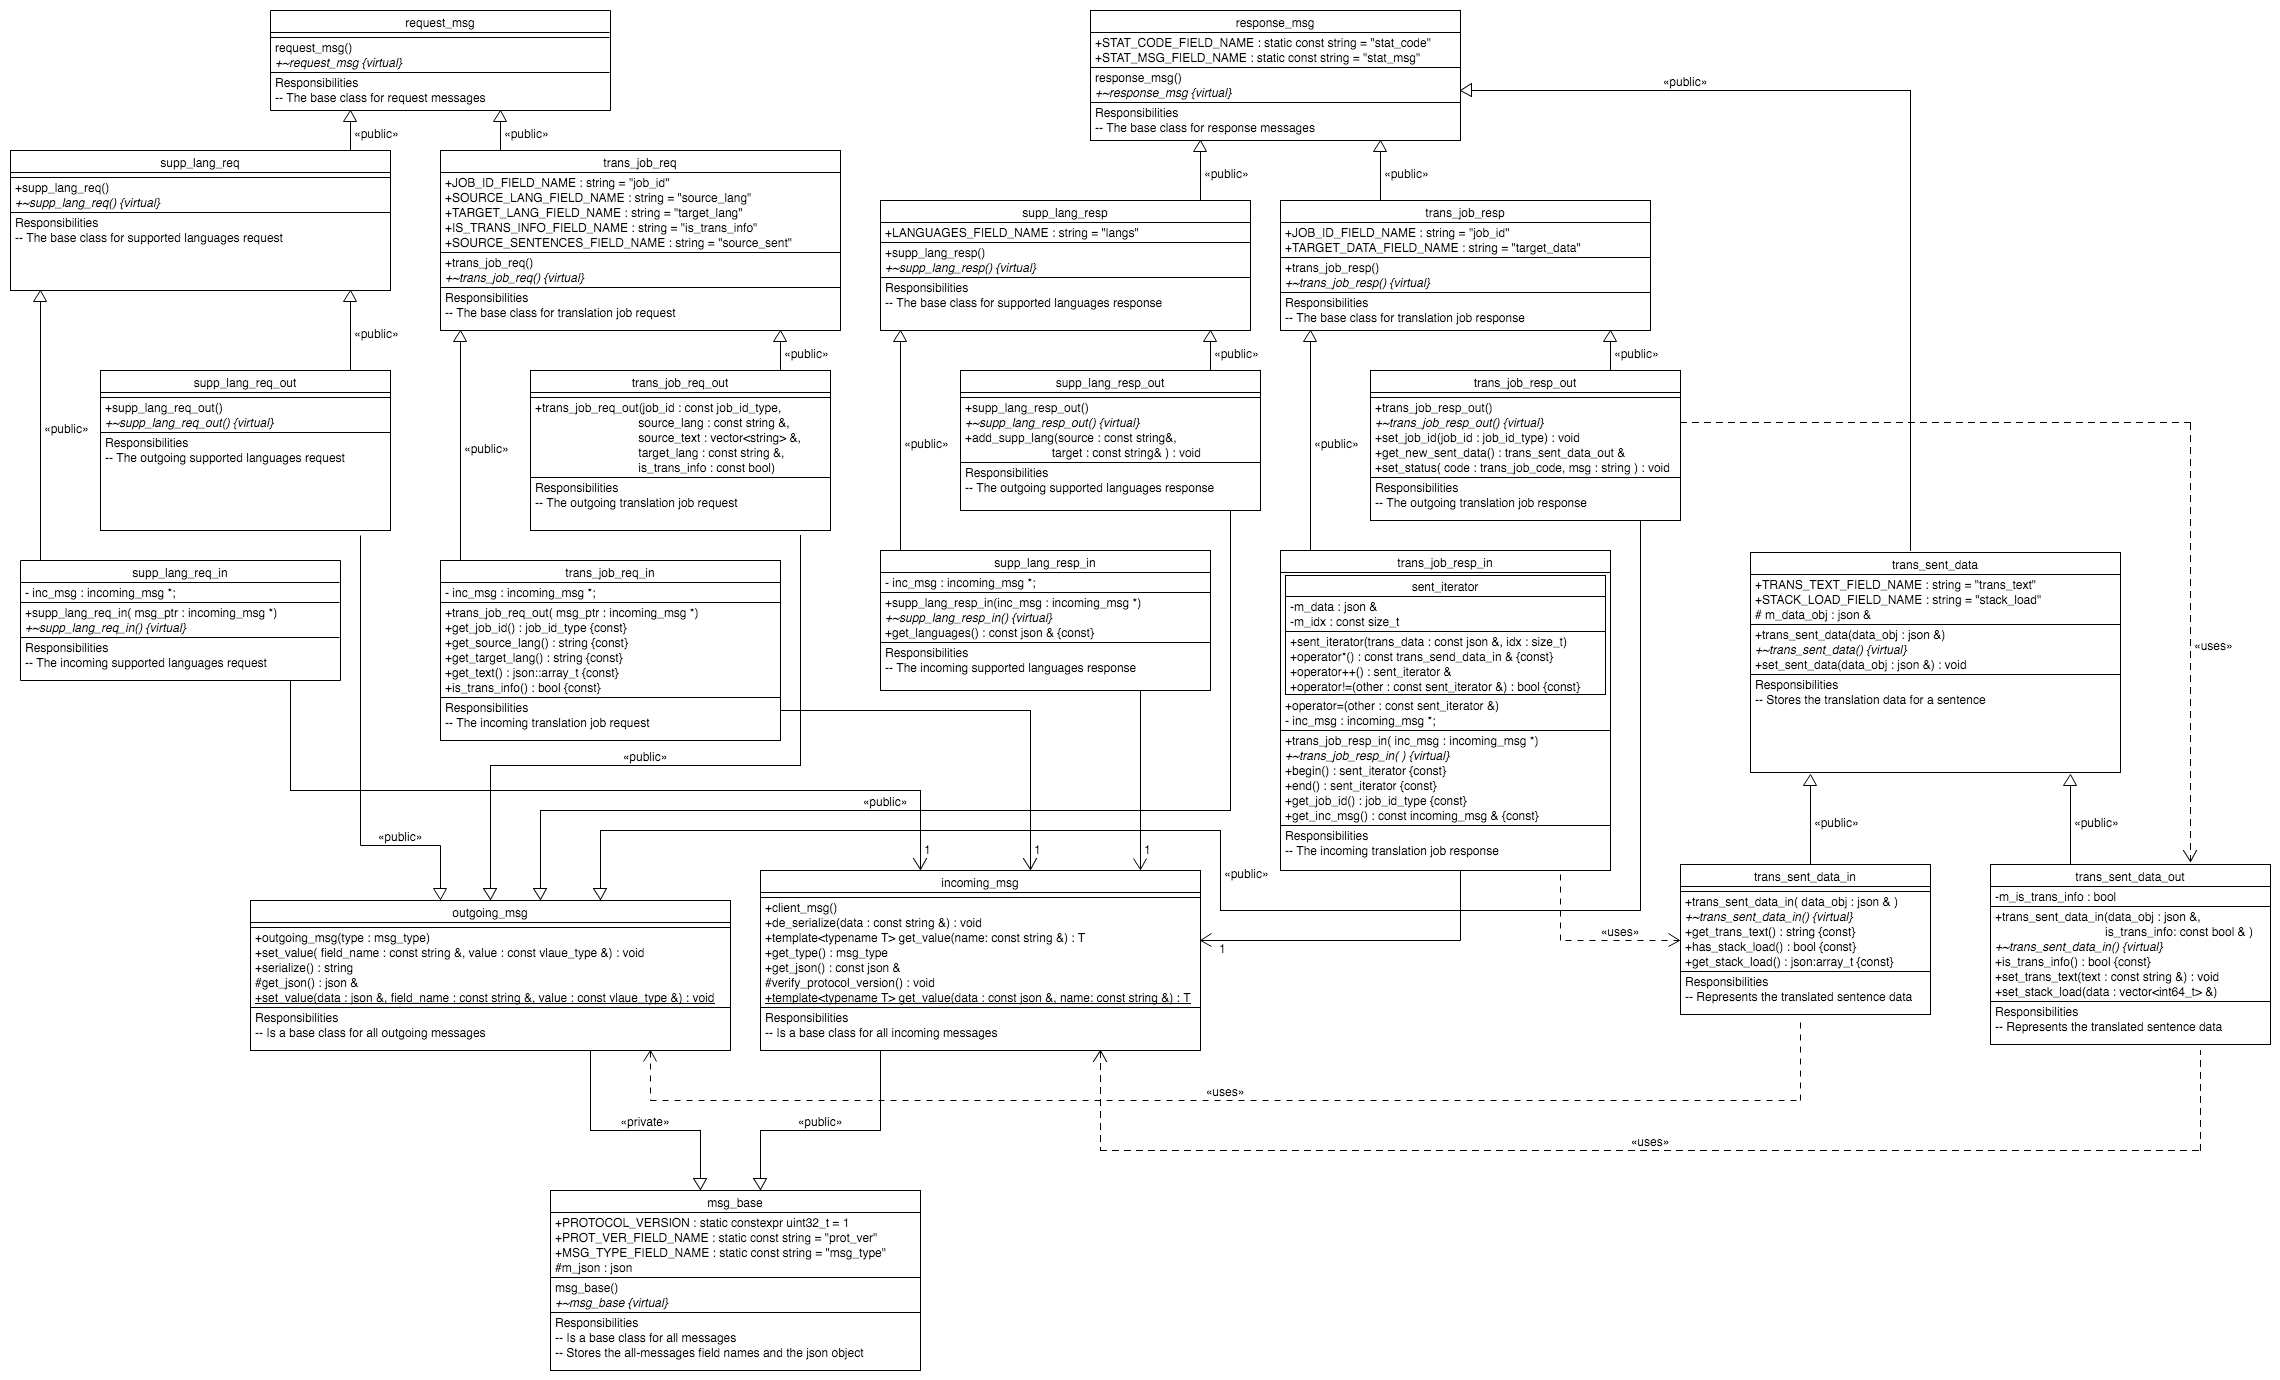 request_msg
request_msg()
+~request_msg {virtual}
Responsibilities
-- The base class for request messages
response_msg
+STAT_CODE_FIELD_NAME : static const string = "stat_code"
+STAT_MSG_FIELD_NAME : static const string = "stat_msg"
response_msg()
+~response_msg {virtual}
Responsibilities
-- The base class for response messages
«public»
«public»
«public»
«public»
«public»
supp_lang_req
+supp_lang_req()
+~supp_lang_req() {virtual}
Responsibilities
-- The base class for supported languages request
trans_job_req
+JOB_ID_FIELD_NAME : string = "job_id"
+SOURCE_LANG_FIELD_NAME : string = "source_lang"
+TARGET_LANG_FIELD_NAME : string = "target_lang"
+IS_TRANS_INFO_FIELD_NAME : string = "is_trans_info"
+SOURCE_SENTENCES_FIELD_NAME : string = "source_sent"
+trans_job_req()
+~trans_job_req() {virtual}
Responsibilities
-- The base class for translation job request
supp_lang_resp
+LANGUAGES_FIELD_NAME : string = "langs"
+supp_lang_resp()
+~supp_lang_resp() {virtual}
Responsibilities
-- The base class for supported languages response
trans_job_resp
+JOB_ID_FIELD_NAME : string = "job_id"
+TARGET_DATA_FIELD_NAME : string = "target_data"
+trans_job_resp()
+~trans_job_resp() {virtual}
Responsibilities
-- The base class for translation job response
«public»
«public»
«public»
«public»
supp_lang_req_out
+supp_lang_req_out()
+~supp_lang_req_out() {virtual}
Responsibilities
-- The outgoing supported languages request
trans_job_req_out
+trans_job_req_out(job_id : const job_id_type,
source_lang : const string &,
source_text : vector<string> &,
target_lang : const string &,
is_trans_info : const bool)
Responsibilities
-- The outgoing translation job request
supp_lang_resp_out
+supp_lang_resp_out()
+~supp_lang_resp_out() {virtual}
+add_supp_lang(source : const string&,
target : const string& ) : void
Responsibilities
-- The outgoing supported languages response
trans_job_resp_out
+trans_job_resp_out()
+~trans_job_resp_out() {virtual}
+set_job_id(job_id : job_id_type) : void
+get_new_sent_data() : trans_sent_data_out &
+set_status( code : trans_job_code, msg : string ) : void
Responsibilities
-- The outgoing translation job response
«public»
«public»
«public»
«public»
supp_lang_req_in
- inc_msg : incoming_msg *;
+supp_lang_req_in( msg_ptr : incoming_msg *)
+~supp_lang_req_in() {virtual}
Responsibilities
-- The incoming supported languages request
trans_job_req_in
- inc_msg : incoming_msg *;
+trans_job_req_out( msg_ptr : incoming_msg *)
+get_job_id() : job_id_type {const}
+get_source_lang() : string {const}
+get_target_lang() : string {const}
+get_text() : json::array_t {const}
+is_trans_info() : bool {const}
Responsibilities
-- The incoming translation job request
supp_lang_resp_in
- inc_msg : incoming_msg *;
+supp_lang_resp_in(inc_msg : incoming_msg *)
+~supp_lang_resp_in() {virtual}
+get_languages() : const json & {const}
Responsibilities
-- The incoming supported languages response
trans_job_resp_in
sent_iterator
-m_data : json &
-m_idx : const size_t
+sent_iterator(trans_data : const json &, idx : size_t)
+operator*() : const trans_send_data_in & {const}
+operator++() : sent_iterator &
+operator!=(other : const sent_iterator &) : bool {const}
+operator=(other : const sent_iterator &)
- inc_msg : incoming_msg *;
+trans_job_resp_in( inc_msg : incoming_msg *)
+~trans_job_resp_in( ) {virtual}
+begin() : sent_iterator {const}
+end() : sent_iterator {const}
+get_job_id() : job_id_type {const}
+get_inc_msg() : const incoming_msg & {const}
Responsibilities
-- The incoming translation job response
trans_sent_data
+TRANS_TEXT_FIELD_NAME : string = "trans_text"
+STACK_LOAD_FIELD_NAME : string = "stack_load"
# m_data_obj : json &
+trans_sent_data(data_obj : json &)
+~trans_sent_data() {virtual}
+set_sent_data(data_obj : json &) : void
Responsibilities
-- Stores the translation data for a sentence
«uses»
«public»
«public»
«public»
«public»
«public»
1
1
1
«public»
1
«uses»
outgoing_msg
+outgoing_msg(type : msg_type)
+set_value( field_name : const string &, value : const vlaue_type &) : void
+serialize() : string
#get_json() : json &
+set_value(data : json &, field_name : const string &, value : const vlaue_type &) : void
Responsibilities
-- Is a base class for all outgoing messages
incoming_msg
+client_msg()
+de_serialize(data : const string &) : void
+template<typename T> get_value(name: const string &) : T
+get_type() : msg_type
+get_json() : const json &
#verify_protocol_version() : void
+template<typename T> get_value(data : const json &, name: const string &) : T
Responsibilities
-- Is a base class for all incoming messages
trans_sent_data_in
+trans_sent_data_in( data_obj : json & )
+~trans_sent_data_in() {virtual}
+get_trans_text() : string {const}
+has_stack_load() : bool {const}
+get_stack_load() : json:array_t {const}
Responsibilities
-- Represents the translated sentence data
trans_sent_data_out
-m_is_trans_info : bool
+trans_sent_data_in(data_obj : json &,
is_trans_info: const bool & )
+~trans_sent_data_in() {virtual}
+is_trans_info() : bool {const}
+set_trans_text(text : const string &) : void
+set_stack_load(data : vector<int64_t> &)
Responsibilities
-- Represents the translated sentence data
«uses»
«private»
«public»
«uses»
msg_base
+PROTOCOL_VERSION : static constexpr uint32_t = 1
+PROT_VER_FIELD_NAME : static const string = "prot_ver"
+MSG_TYPE_FIELD_NAME : static const string = "msg_type"
#m_json : json
msg_base()
+~msg_base {virtual}
Responsibilities
-- Is a base class for all messages
-- Stores the all-messages field names and the json object